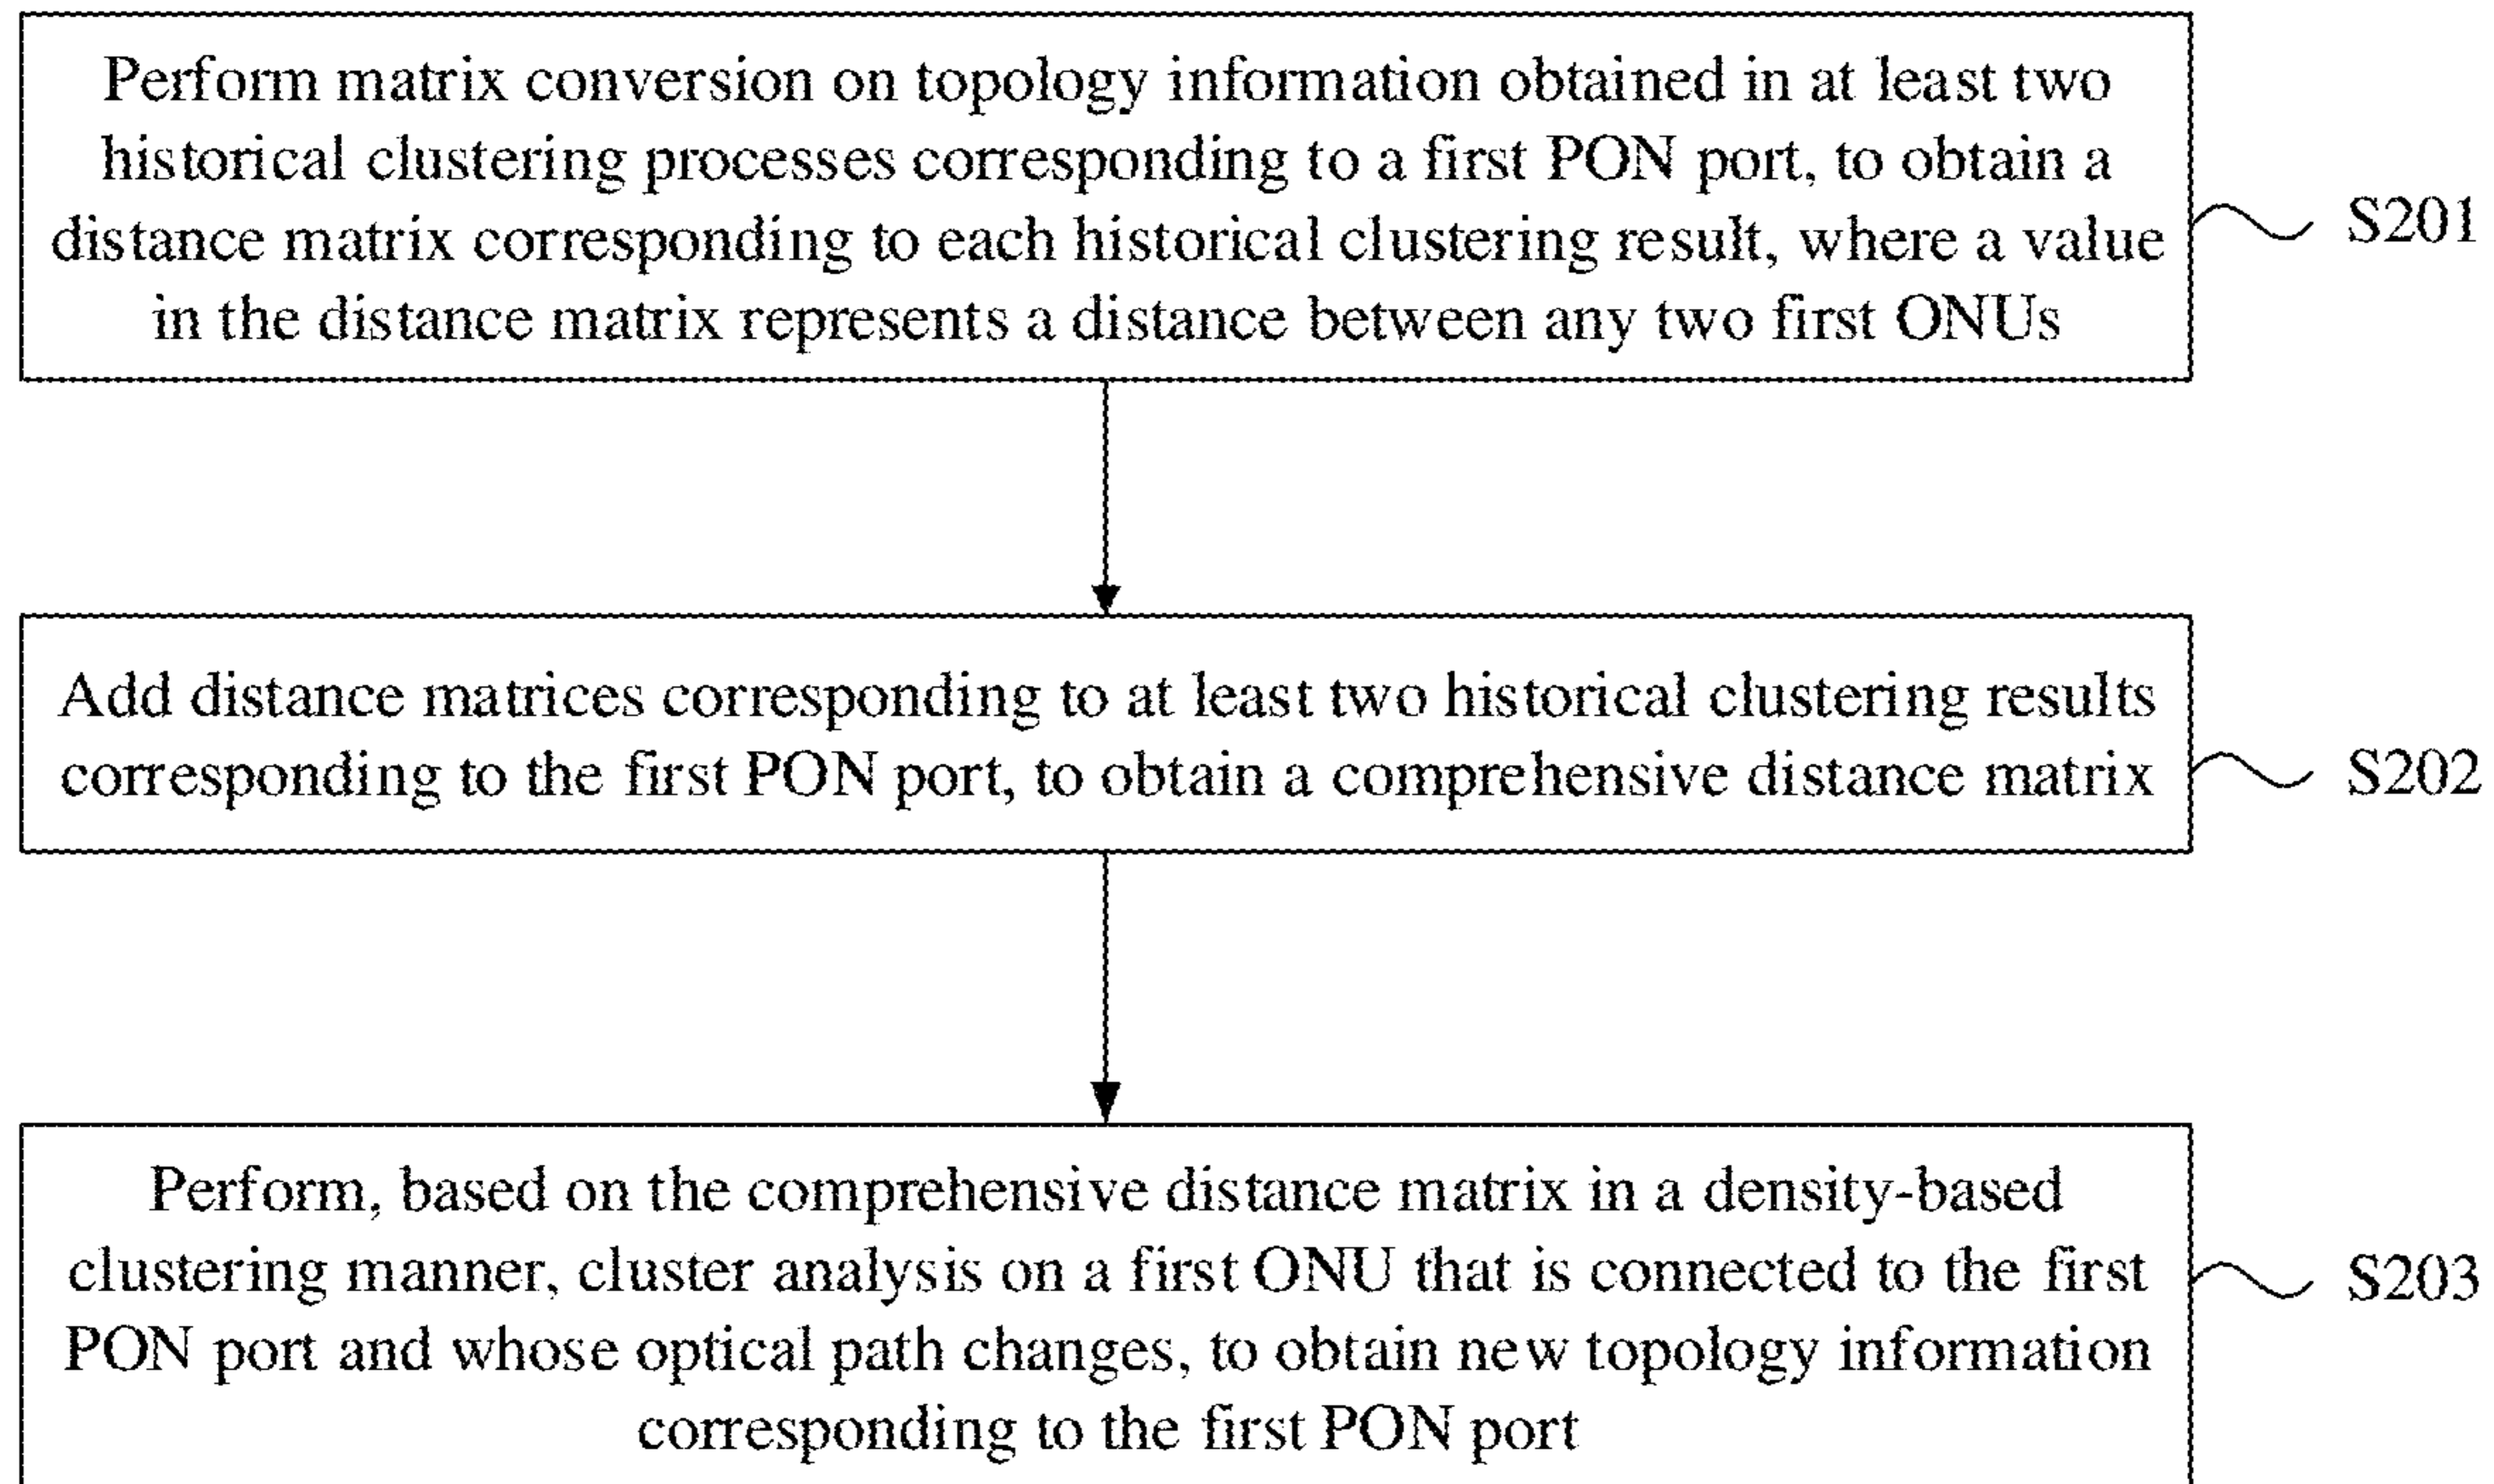 Perform matrix conversion on topology information obtained in at least two
historical clustering processes corresponding to a first PON port, to obtain a
distance matrix corresponding to each historical clustering result, where a value
in the distance matrix represents a distance between any two first ONUs
S201
Add distance matrices corresponding to at least two historical clustering results
corresponding to the first PON port, to obtain a comprehensive distance matrix
S202
Perform, based on the comprehensive distance matrix in a density-based
clustering manner, cluster analysis on a first ONU that is connected to the first
PON port and whose optical path changes, to obtain new topology information
corresponding to the first PON port
S203